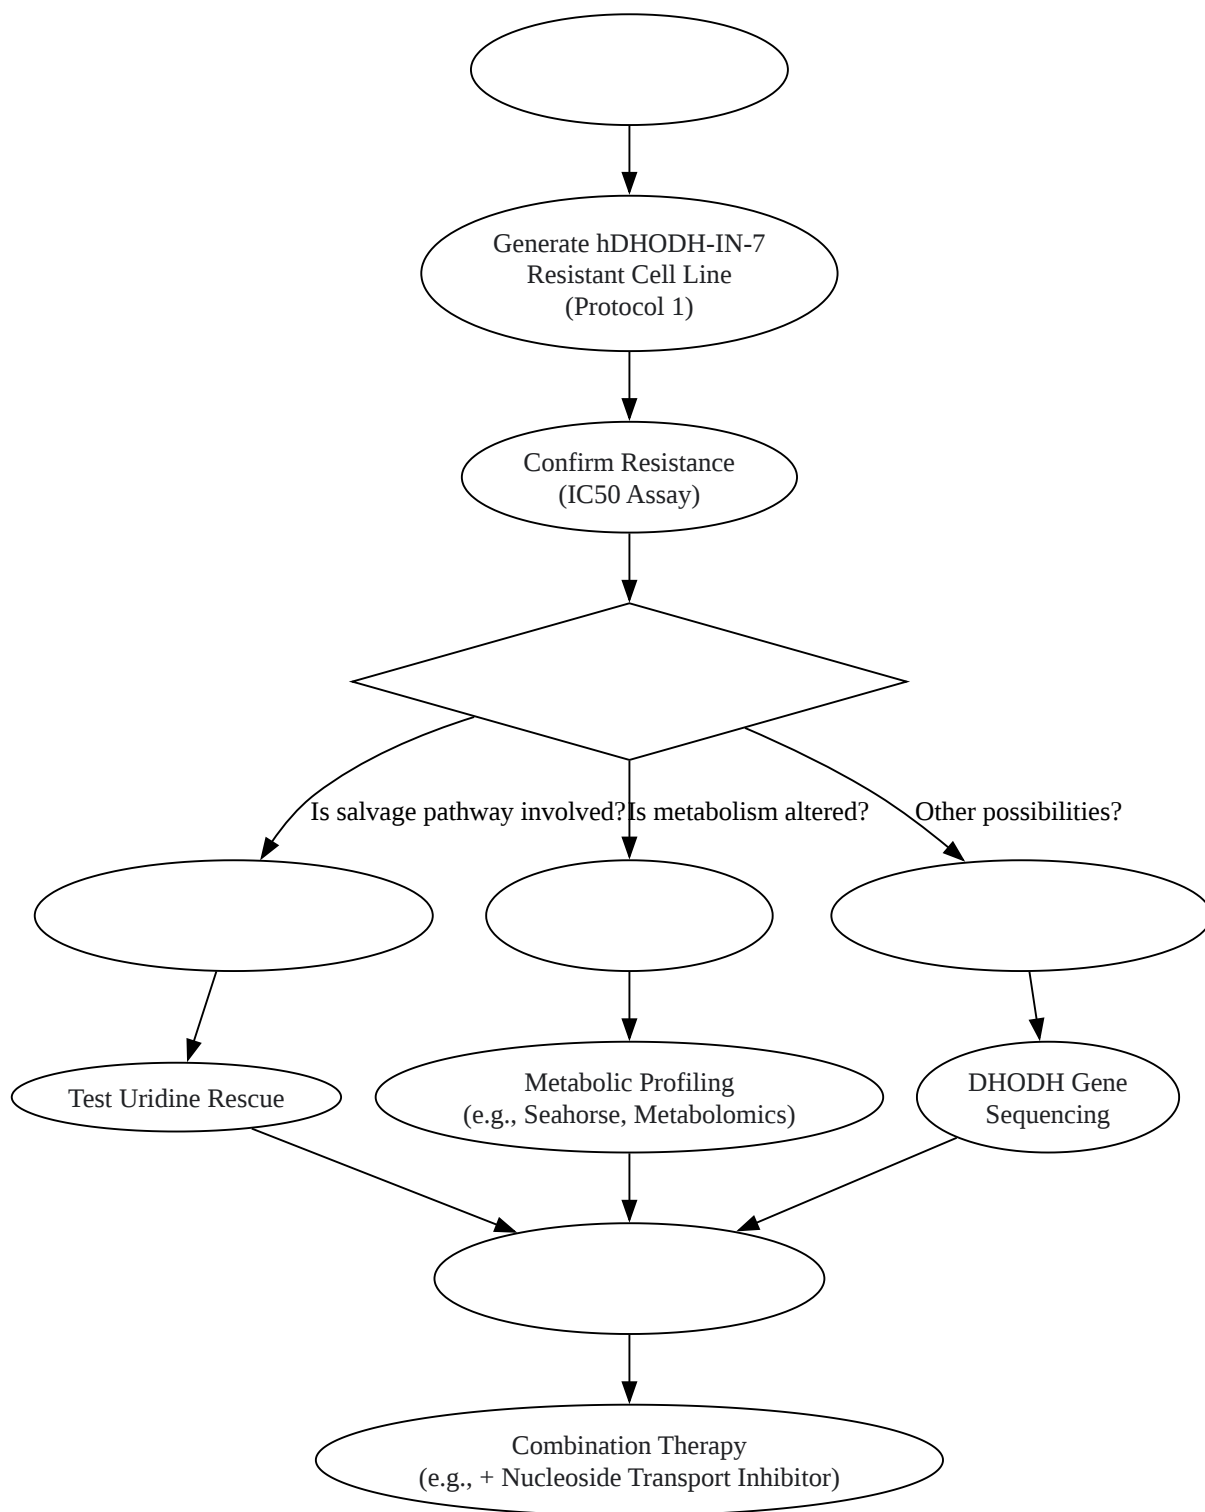 Generate hDHODH-IN-7
Resistant Cell Line
(Protocol 1)
Confirm Resistance
(IC50 Assay)
Is salvage pathway involved?
Is metabolism altered?
Other possibilities?
Test Uridine Rescue
Metabolic Profiling
(e.g., Seahorse, Metabolomics)
DHODH Gene
Sequencing
Combination Therapy
(e.g., + Nucleoside Transport Inhibitor)